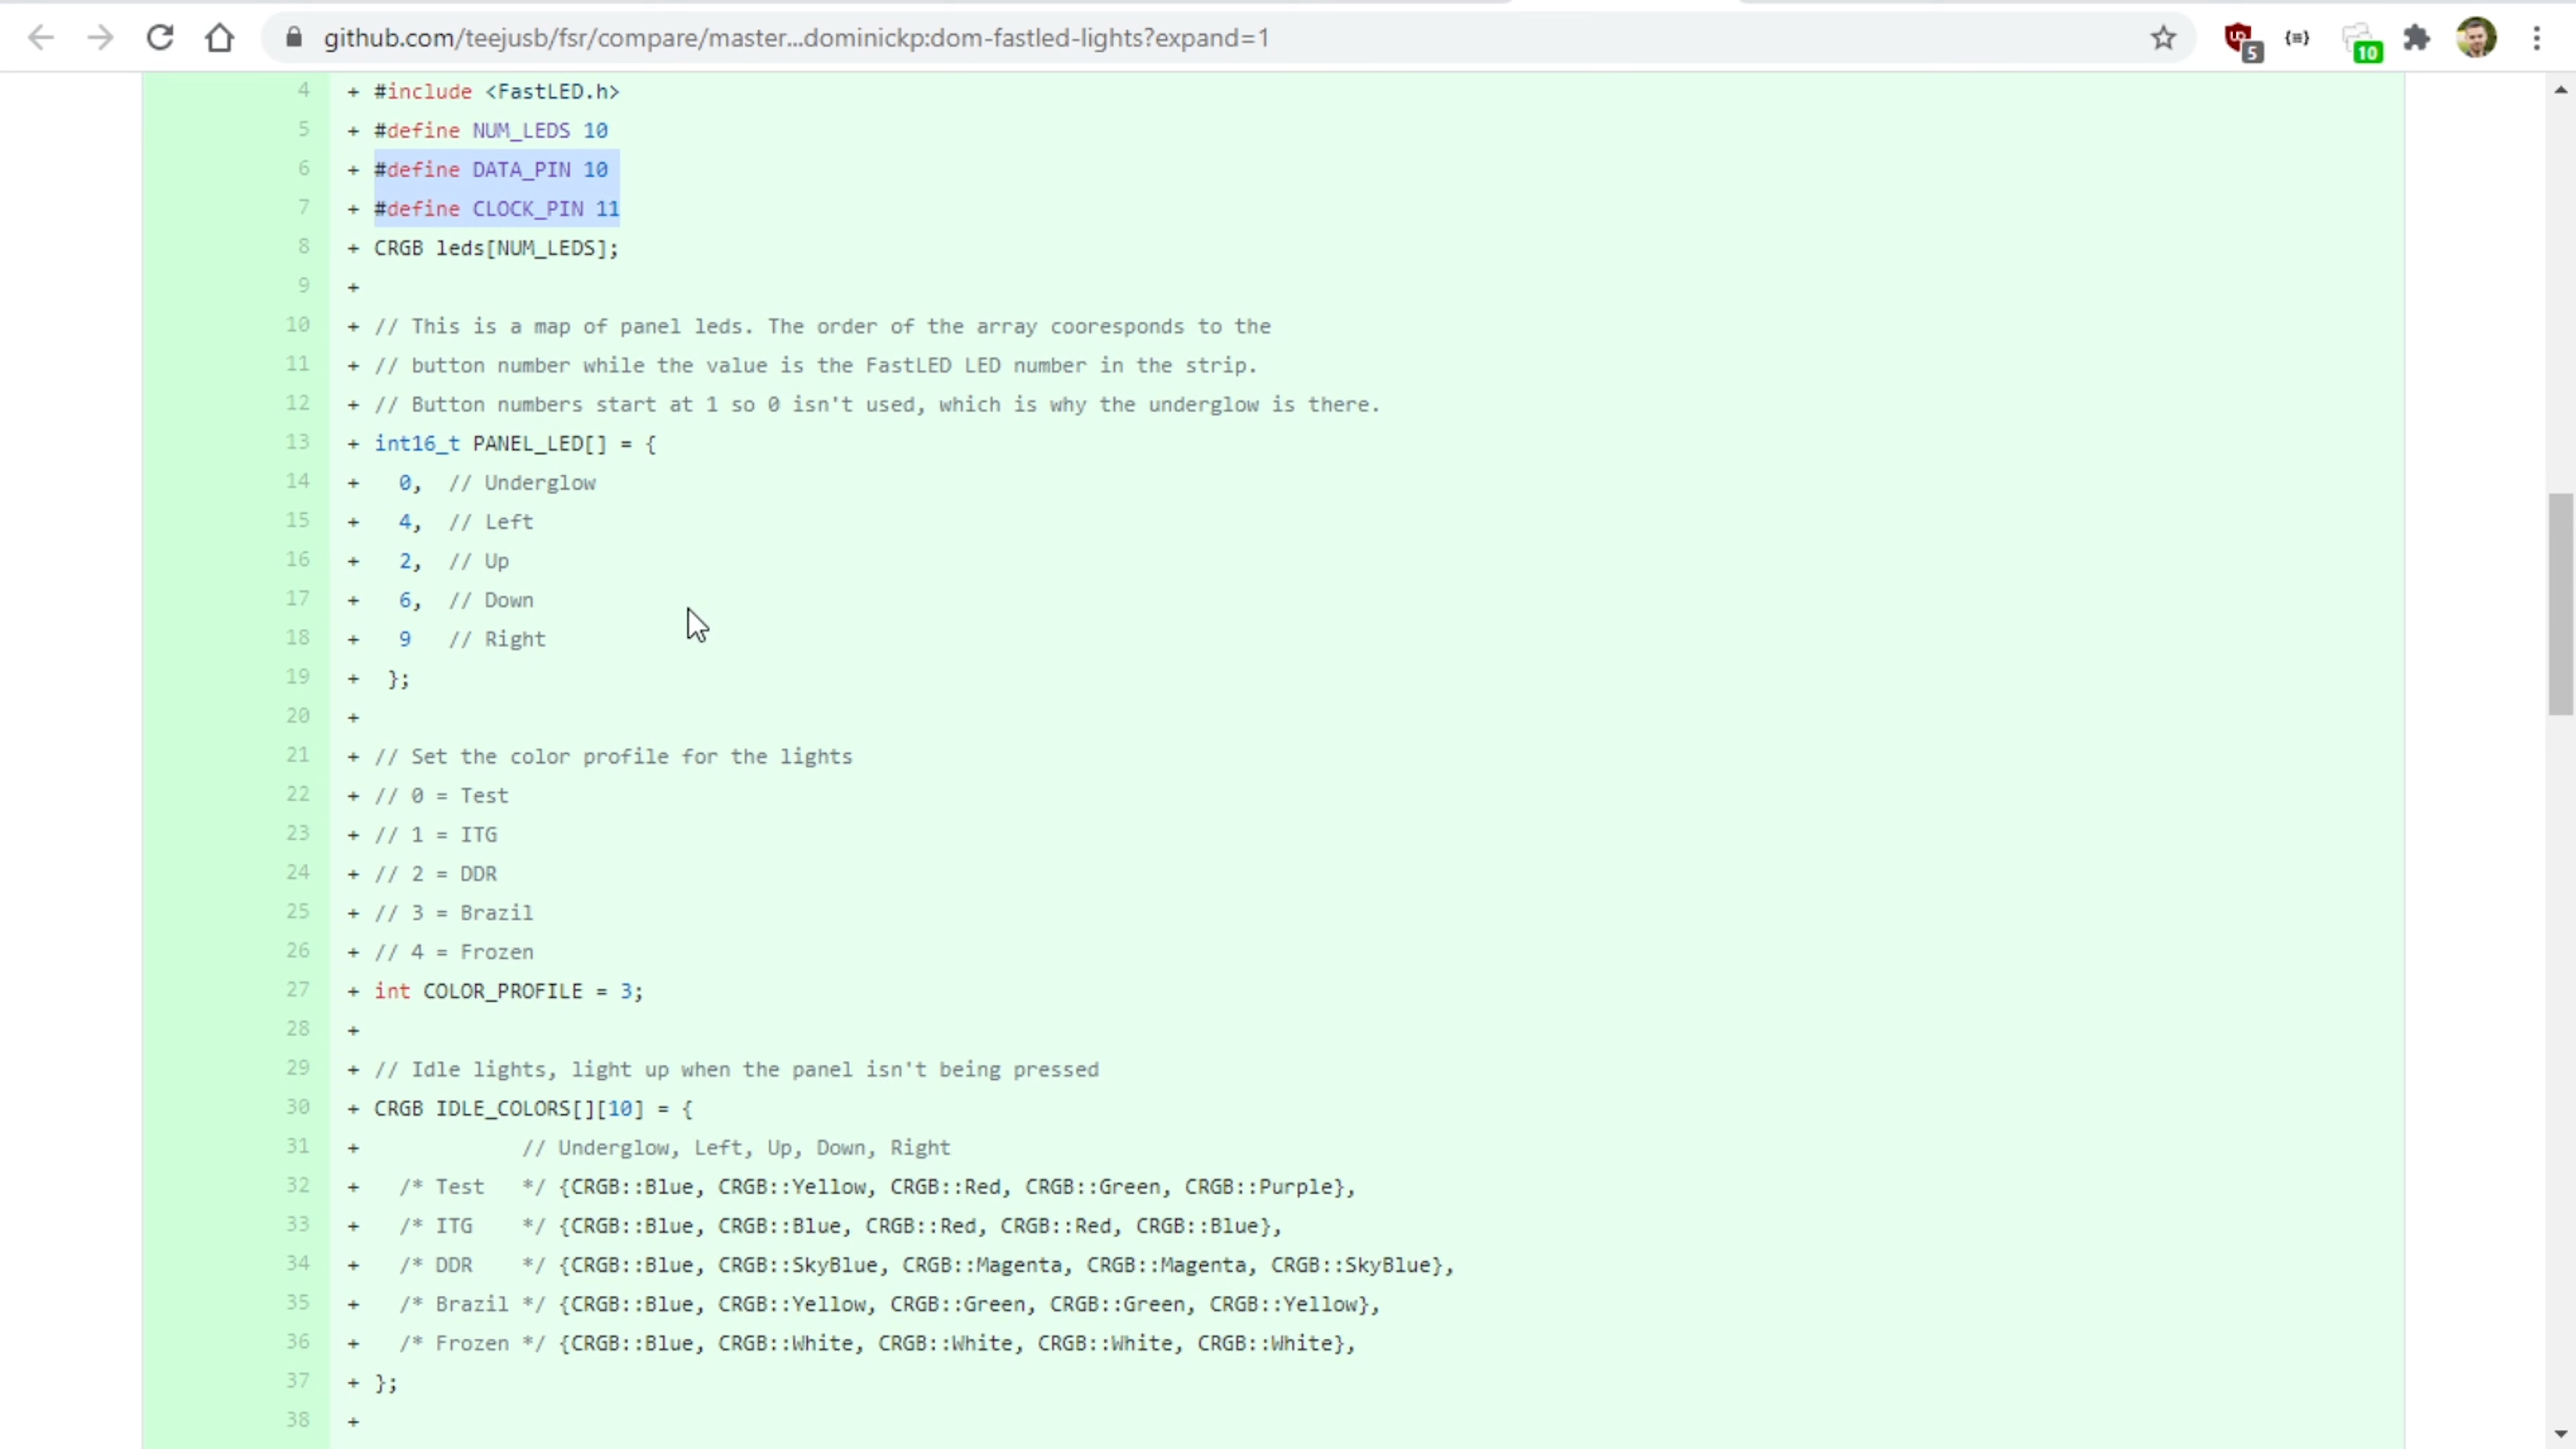 github.com/teejusb/fsr/compare/master...dominickp:dom-fastled-lights?expand=1
5
10
4 + #include <FastLED.h>
5 + #define NUM_LEDS 10
6 + #define DATA_PIN 10
7 + #define CLOCK_PIN 11
8 + CRGB leds[NUM_LEDS];
9 +
10 + // This is a map of panel leds. The order of the array cooresponds to the
11 + // button number while the value is the FastLED LED number in the strip.
12 + // Button numbers start at 1 so 0 isn't used, which is why the underglow is there.
13 + int16_t PANEL_LED[] = {
14 + 0, // Underglow
15 + 4, // Left
16 + 2, // Up
17 + 6, // Down
18 + 9 // Right
19 + };
20 +
21 + // Set the color profile for the lights
22 + // 0 = Test
23 + // 1 = ITG
24 + // 2 = DDR
25 + // 3 = Brazil
26 + // 4 = Frozen
27 + int COLOR_PROFILE = 3;
28 +
29 + // Idle lights, light up when the panel isn't being pressed
30 + CRGB IDLE_COLORS[][10] = {
31 + // Underglow, Left, Up, Down, Right
32 + /* Test */ {CRGB::Blue, CRGB::Yellow, CRGB::Red, CRGB::Green, CRGB::Purple},
33 + /* ITG */ {CRGB::Blue, CRGB::Blue, CRGB::Red, CRGB::Red, CRGB::Blue},
34 + /* DDR */ {CRGB::Blue, CRGB::SkyBlue, CRGB::Magenta, CRGB::Magenta, CRGB::SkyBlue},
35 + /* Brazil */ {CRGB::Blue, CRGB::Yellow, CRGB::Green, CRGB::Green, CRGB::Yellow},
36 + /* Frozen */ {CRGB::Blue, CRGB::White, CRGB::White, CRGB::White, CRGB::White},
37 + };
38 +